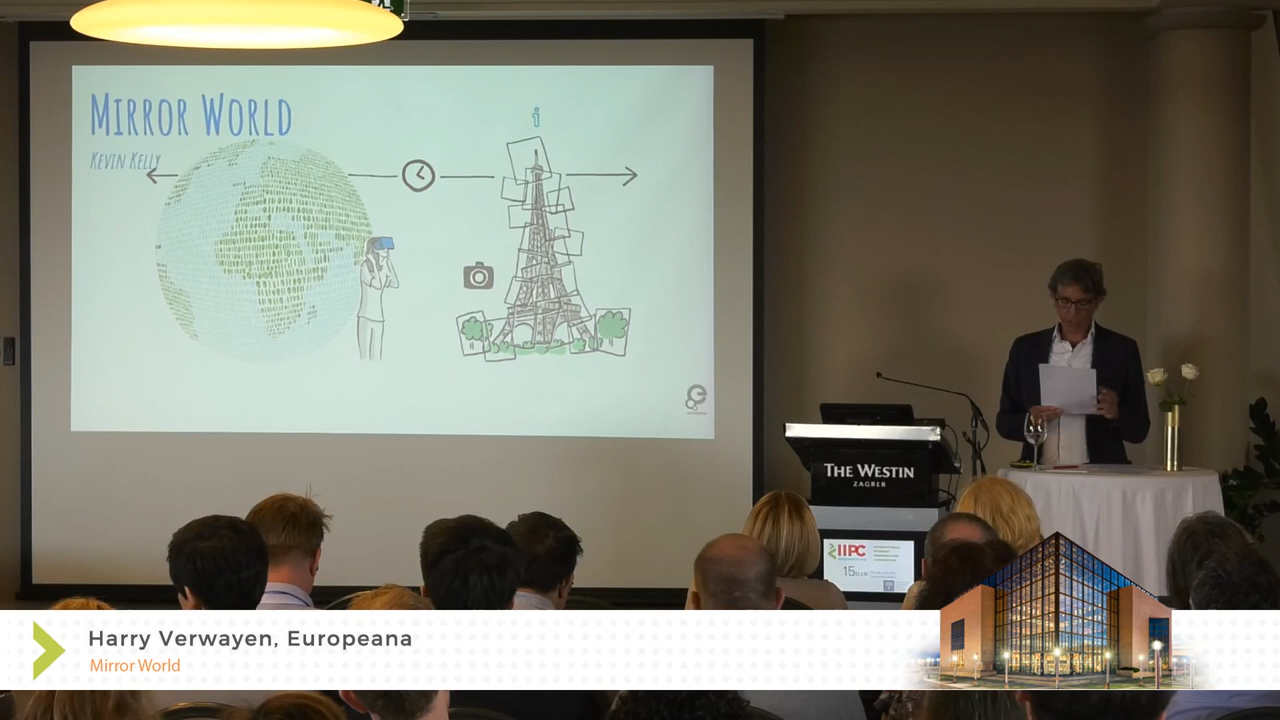 MIRROR WORLD
KEVIN KELLY
i
THE WESTIN
ZAGREB
IIPC
15
Harry Verwayen, Europeana
Mirror World